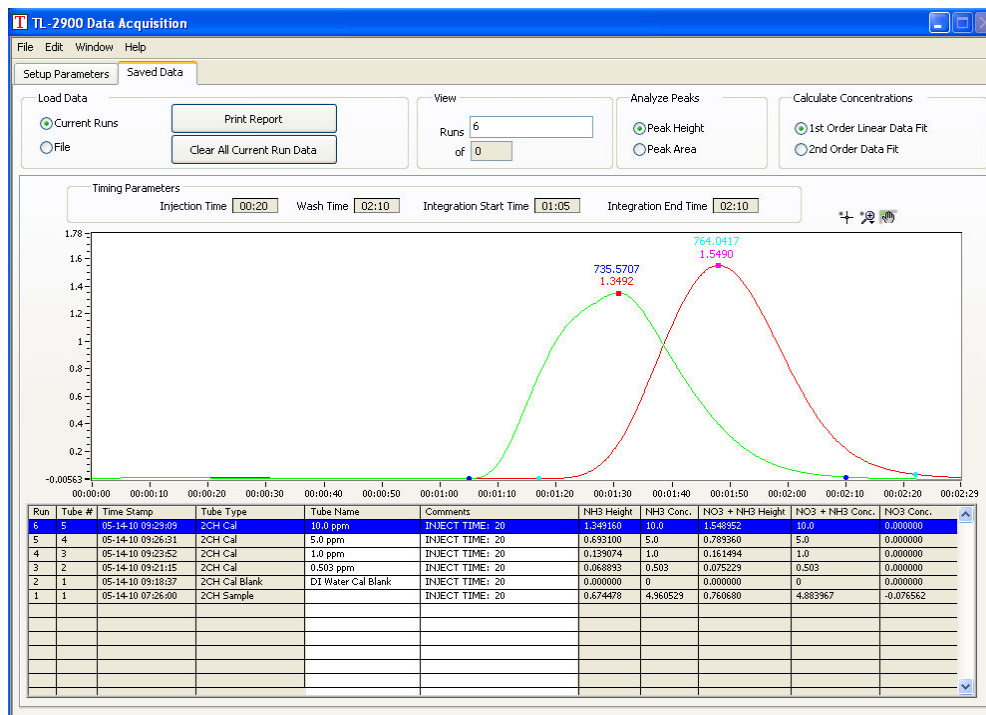 T TL-2900 Data Acquisition
File Edit Window Help
Setup Parameters Saved Data
Load Data View Analyze Peaks Calculate Concentrations
Current Runs Print Report Runs 6 Peak Height 1st Order Linear Data Fit
File Clear All Current Run Data of 0 Peak Area 2nd Order Data Fit
Timing Parameters
Injection Time 00:20 Wash Time 02:10 Integration Start Time 01:05 Integration End Time 02:10
1.78
764.0417
1.5490
1.6
735.5707
1.3492
1.4
1.2
1
0.8
0.6
0.4
0.2
-0.00563
00:00:00 00:00:10 00:00:20 00:00:30 00:00:40 00:00:50 00:01:00 00:01:10 00:01:20 00:01:30 00:01:40 00:01:50 00:02:00 00:02:10 00:02:20 00:02:29
Run Tube # Time Stamp Tube Type Tube Name Comments NH3 Height NH3 Conc. NO3 + NH3 Height NO3 + NH3 Conc. NO3 Conc.
6 5 05-14-10 09:29:09 2CH Cal 10.0 ppm INJECT TIME: 20 1.349160 10.0 1.548952 10.0 0.000000
5 4 05-14-10 09:26:31 2CH Cal 5.0 ppm INJECT TIME: 20 0.693100 5.0 0.789360 5.0 0.000000
4 3 05-14-10 09:23:52 2CH Cal 1.0 ppm INJECT TIME: 20 0.139074 1.0 0.161494 1.0 0.000000
3 2 05-14-10 09:21:15 2CH Cal 0.503 ppm INJECT TIME: 20 0.068893 0.503 0.075229 0.503 0.000000
2 1 05-14-10 09:18:37 2CH Cal Blank DI Water Cal Blank INJECT TIME: 20 0.000000 0 0.000000 0 0.000000
1 1 05-14-10 07:26:00 2CH Sample INJECT TIME: 20 0.674478 4.960529 0.760680 4.883967 -0.076562